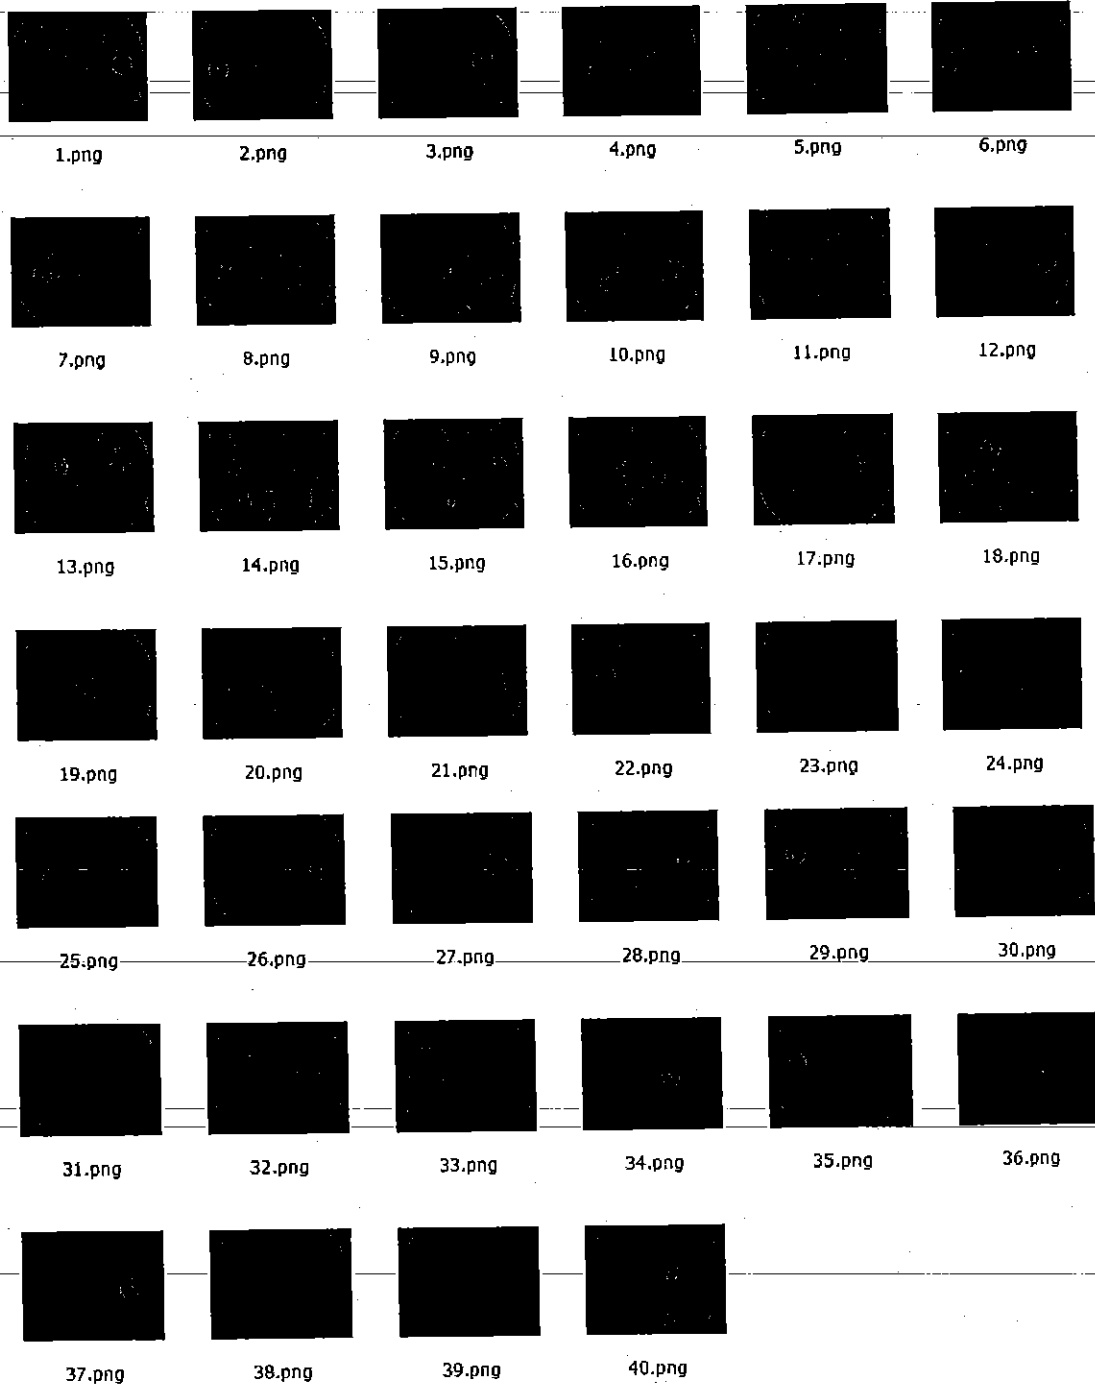 1.png 2.png 3.png 4.png 5.png 6.png
7.png 8.png 9.png 10.png 11.png 12.png
13.png 14.png 15.png 16.png 17.png 18.png
19.png 20.png 21.png 22.png 23.png 24.png
25.png 26.png 27.png 28.png 29.png 30.png
31.png 32.png 33.png 34.png 35.png 36.png
37.png 38.png 39.png 40.png